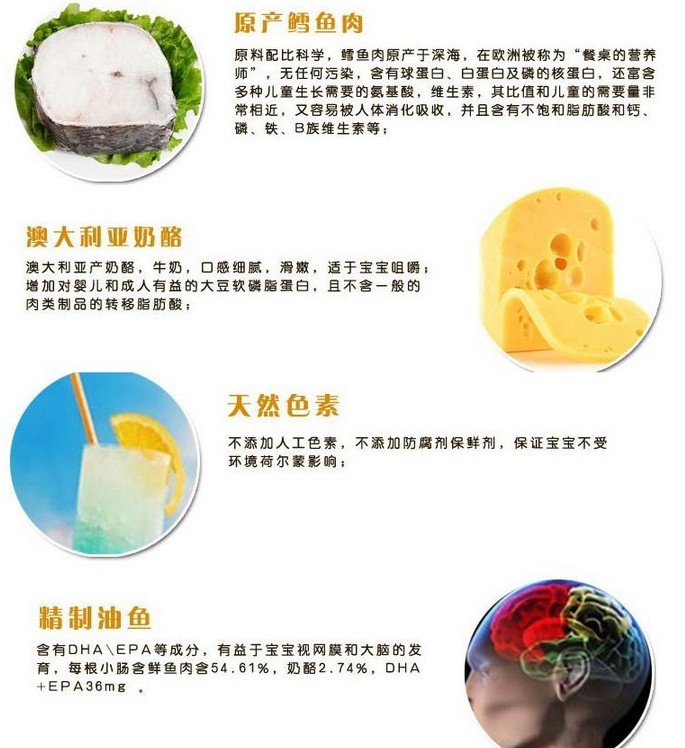 原产鳕鱼肉
原料配比科学，鳕鱼肉原产于深海，在欧洲被称为“餐桌的营养
师”，无任何污染，含有球蛋白、白蛋白及磷的核蛋白，还富含
多种儿童生长需要的氨基酸，维生素，其比值和儿童的需要量非
常相近，又容易被人体消化吸收，并且含有不饱和脂肪酸和钙、
磷、铁、B族维生素等；
澳大利亚奶酪
澳大利亚产奶酪，牛奶，口感细腻，滑嫩，适于宝宝咀嚼；
增加对婴儿和成人有益的大豆软磷脂蛋白，且不含一般的
肉类制品的转移脂肪酸；
天然色素
不添加人工色素，不添加防腐剂保鲜剂，保证宝宝不受
环境荷尔蒙影响；
精制油鱼
含有DHA\EPA等成分，有益于宝宝视网膜和大脑的发
育，每根小肠含鲜鱼肉含54.61%，奶酪2.74%，DHA
+EPA36mg 。